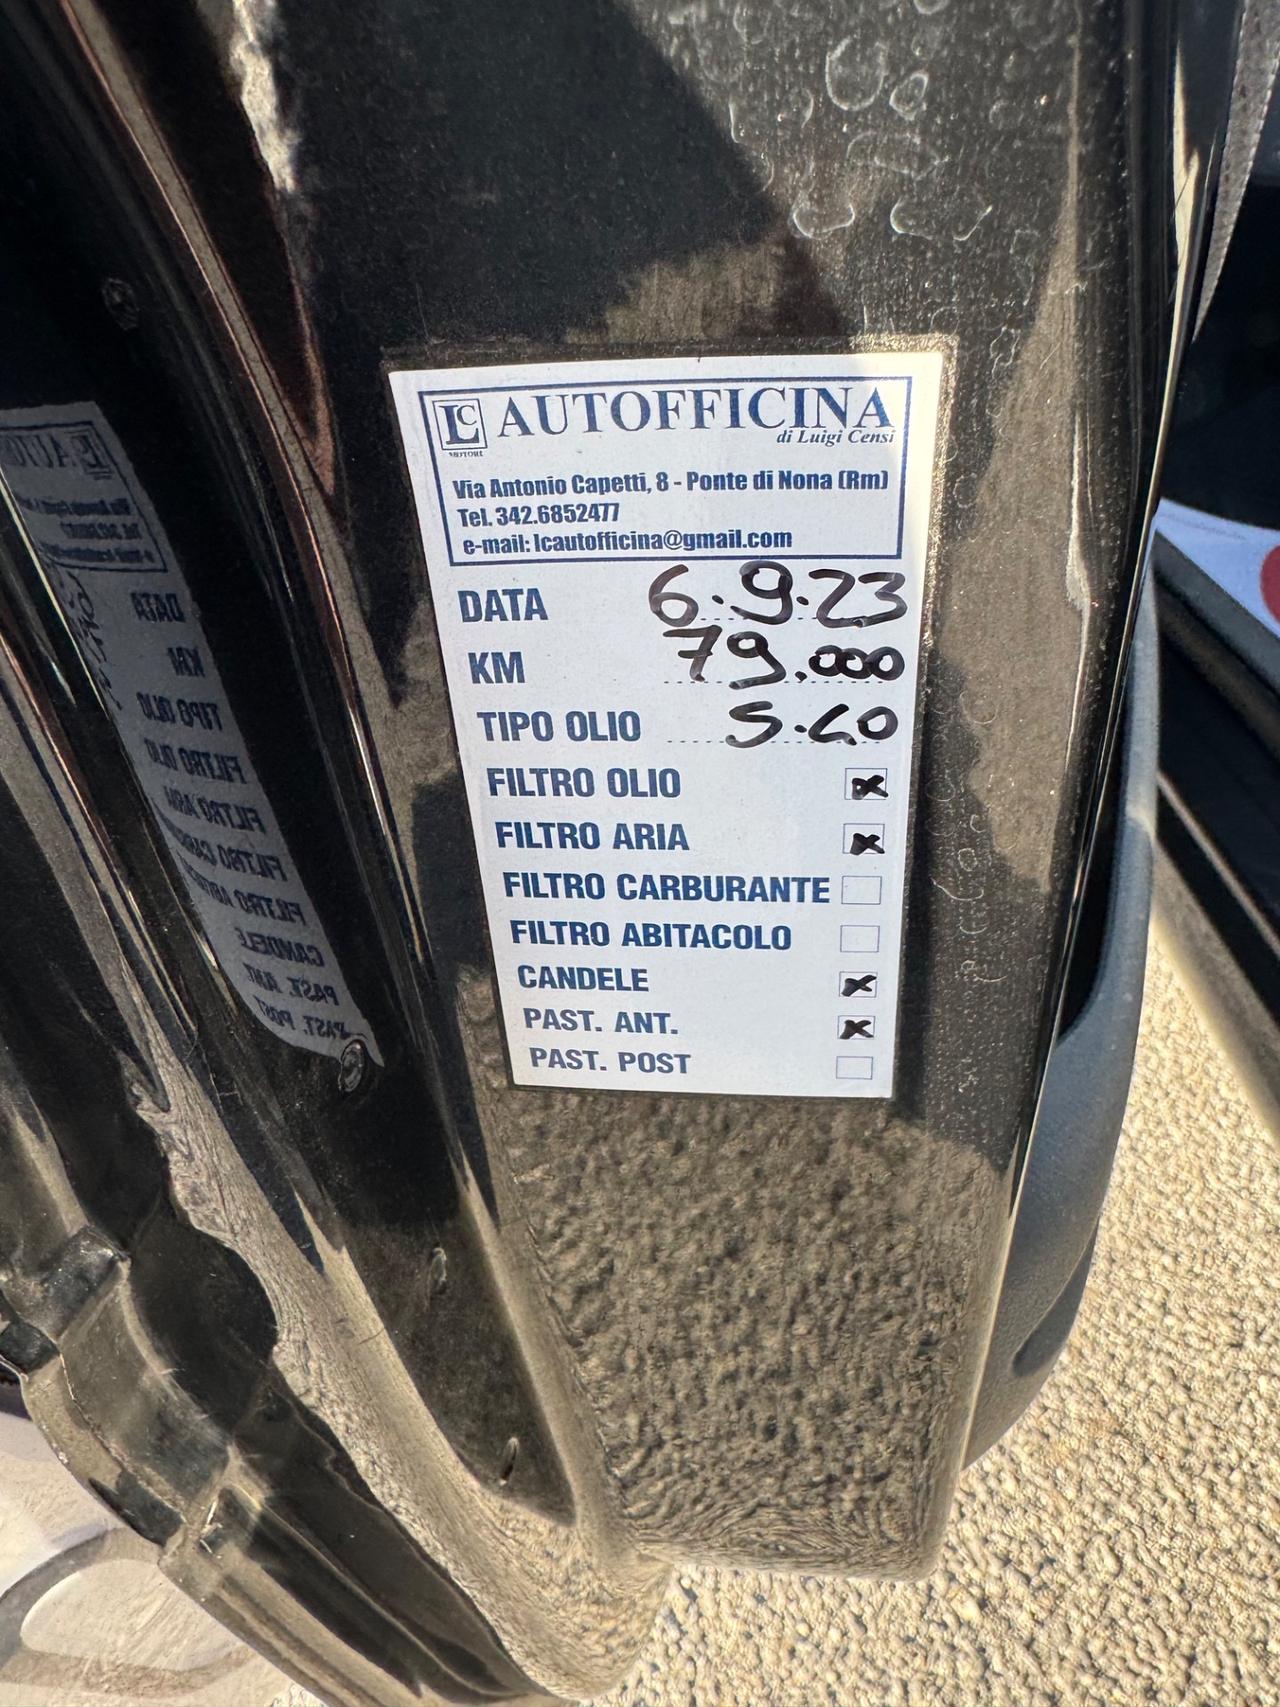 LC AUTOFFICINA
MOTORI
di Luigi Censi
Via Antonio Capetti, 8 - Ponte di Nona (Rm)
Tel. 342.6852477
e-mail: lcautofficina@gmail.com
DATA 6.9.23
KM 79.000
TIPO OLIO 5.40
FILTRO OLIO
FILTRO ARIA
FILTRO CARBURANTE
FILTRO ABITACOLO
CANDELE
PAST. ANT.
PAST. POST